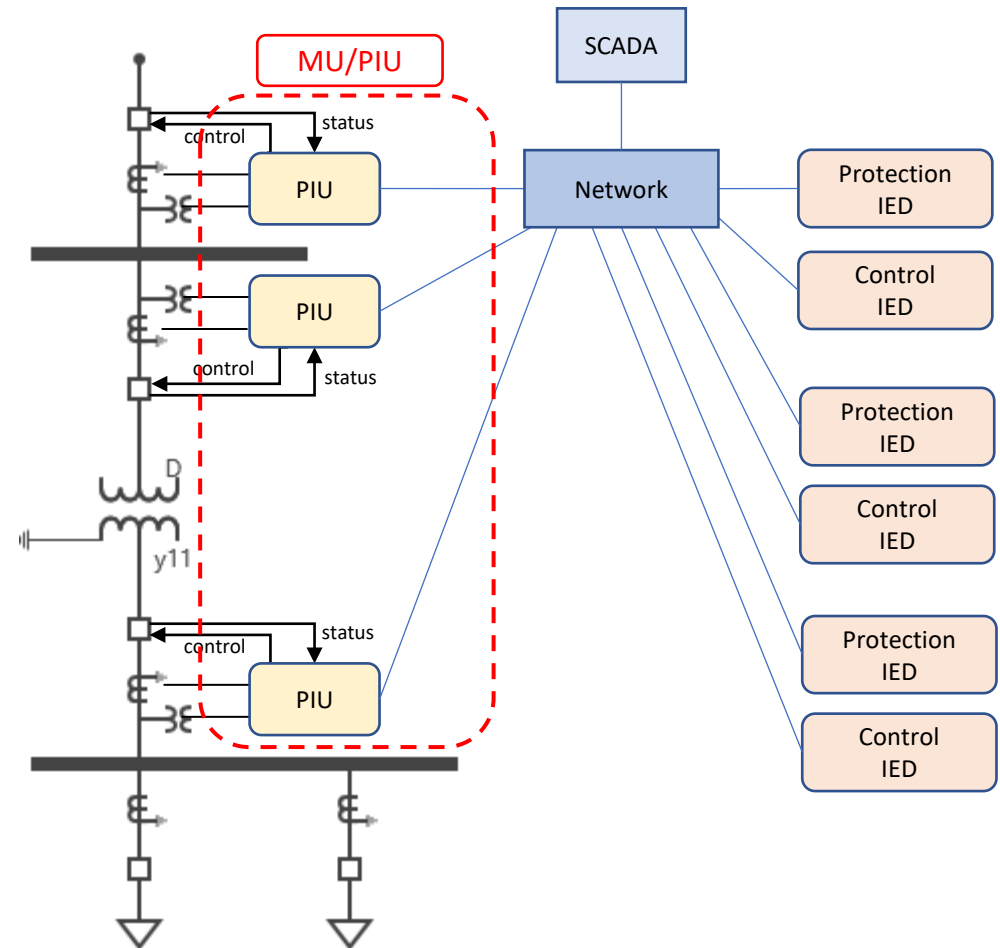 MU/PIU
SCADA
status
control
PIU
Network
Protection
IED
Control
IED
PIU
control
status
Protection
IED
D
Control
IED
y11
status
control
PIU
Protection
IED
Control
IED